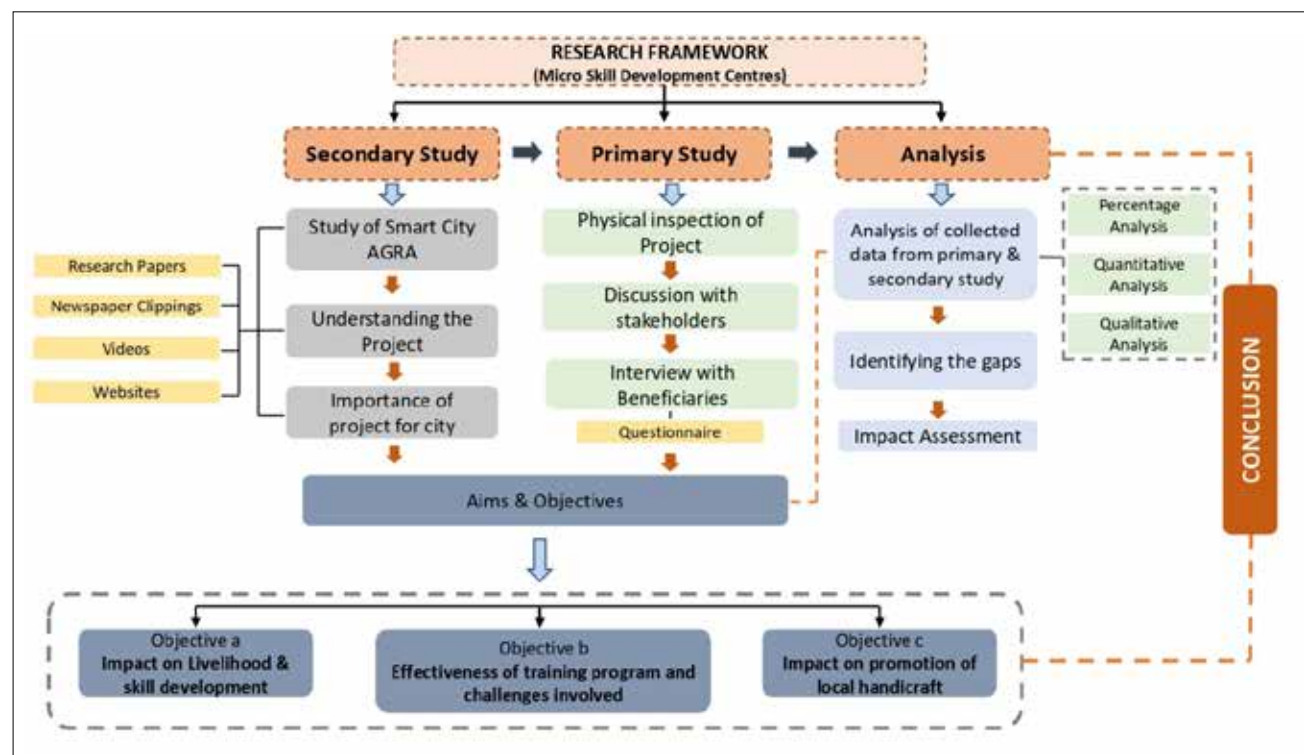 RESEARCH FRAMEWORK
(Micro Skill Development Centres)
Secondary Study
Primary Study
Analysis
Study of Smart City
AGRA
Understanding the
Project
Importance of
project for city
Research Papers
Newspaper Clippings
Videos
Websites
Physical inspection of
Project
Discussion with
stakeholders
Interview with
Beneficiaries
Questionnaire
Analysis of collected
data from primary &
secondary study
Identifying the gaps
Impact Assessment
Percentage
Analysis
Quantitative
Analysis
Qualitative
Analysis
CONCLUSION
Aims & Objectives
Objective a
Impact on Livelihood &
skill development
Objective b
Effectiveness of training program and
challenges involved
Objective c
Impact on promotion of
local handicraft